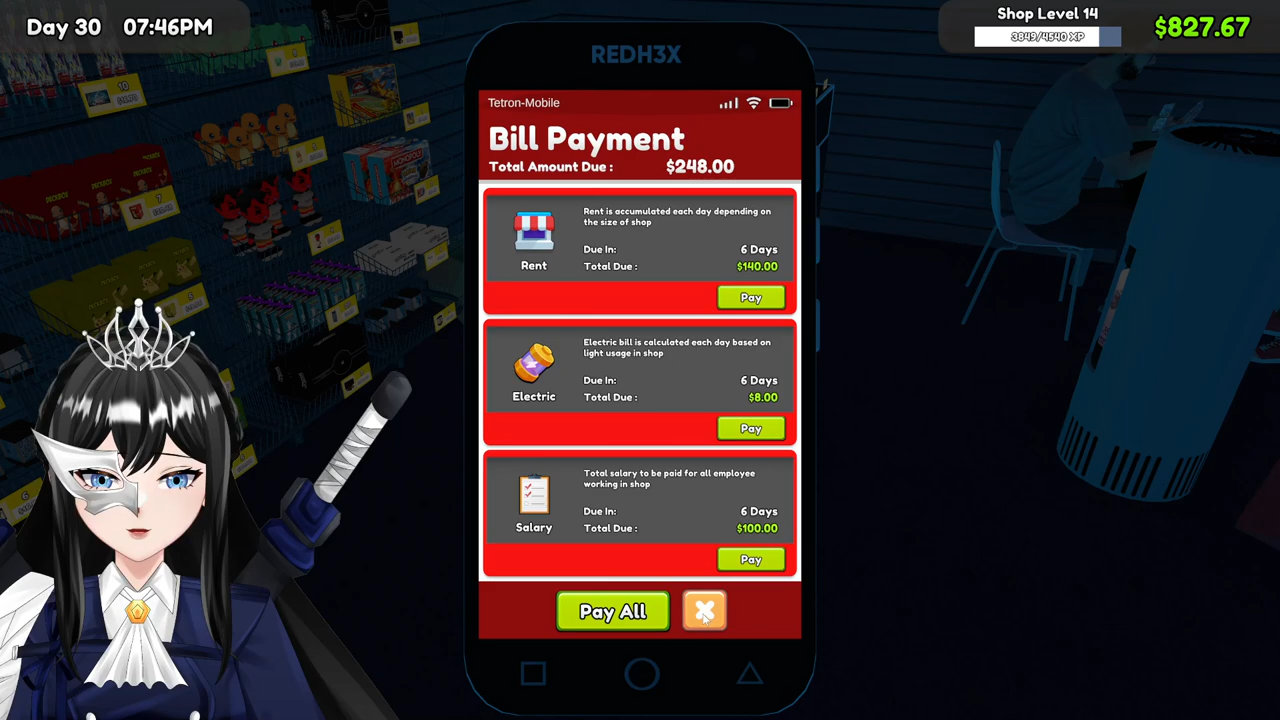 Day 30 07:46PM
Shop Level 14
3849/4540 XP
$827.67
REDH3X
Tetron-Mobile
Bill Payment
Total Amount Due : $248.00
Rent is accumulated each day depending on
the size of shop
Due In: 6 Days
Rent
Total Due : $140.00
Pay
Electric bill is calculated each day based on
light usage in shop
Due In: 6 Days
Electric
Total Due : $8.00
Pay
Total salary to be paid for all employee
working in shop
Due In: 6 Days
Salary
Total Due : $100.00
Pay
Pay All
10
7
MONOPOLY
6